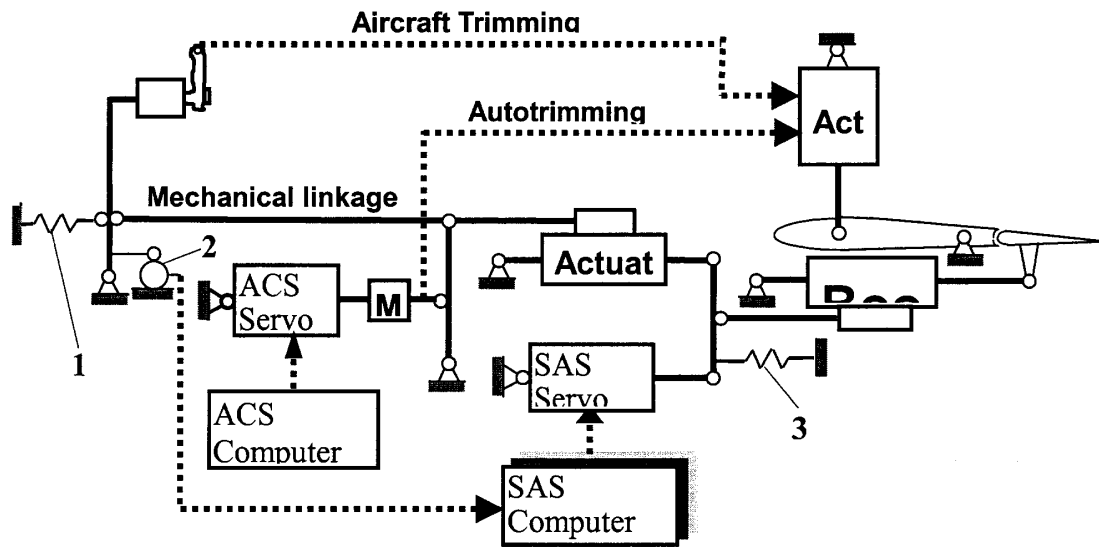 Aircraft Trimming
Autotrimming
Act
Mechanical linkage
2
Actuat
ACS
Servo
M
1
SAS
Servo
3
ACS
Computer
SAS
Computer